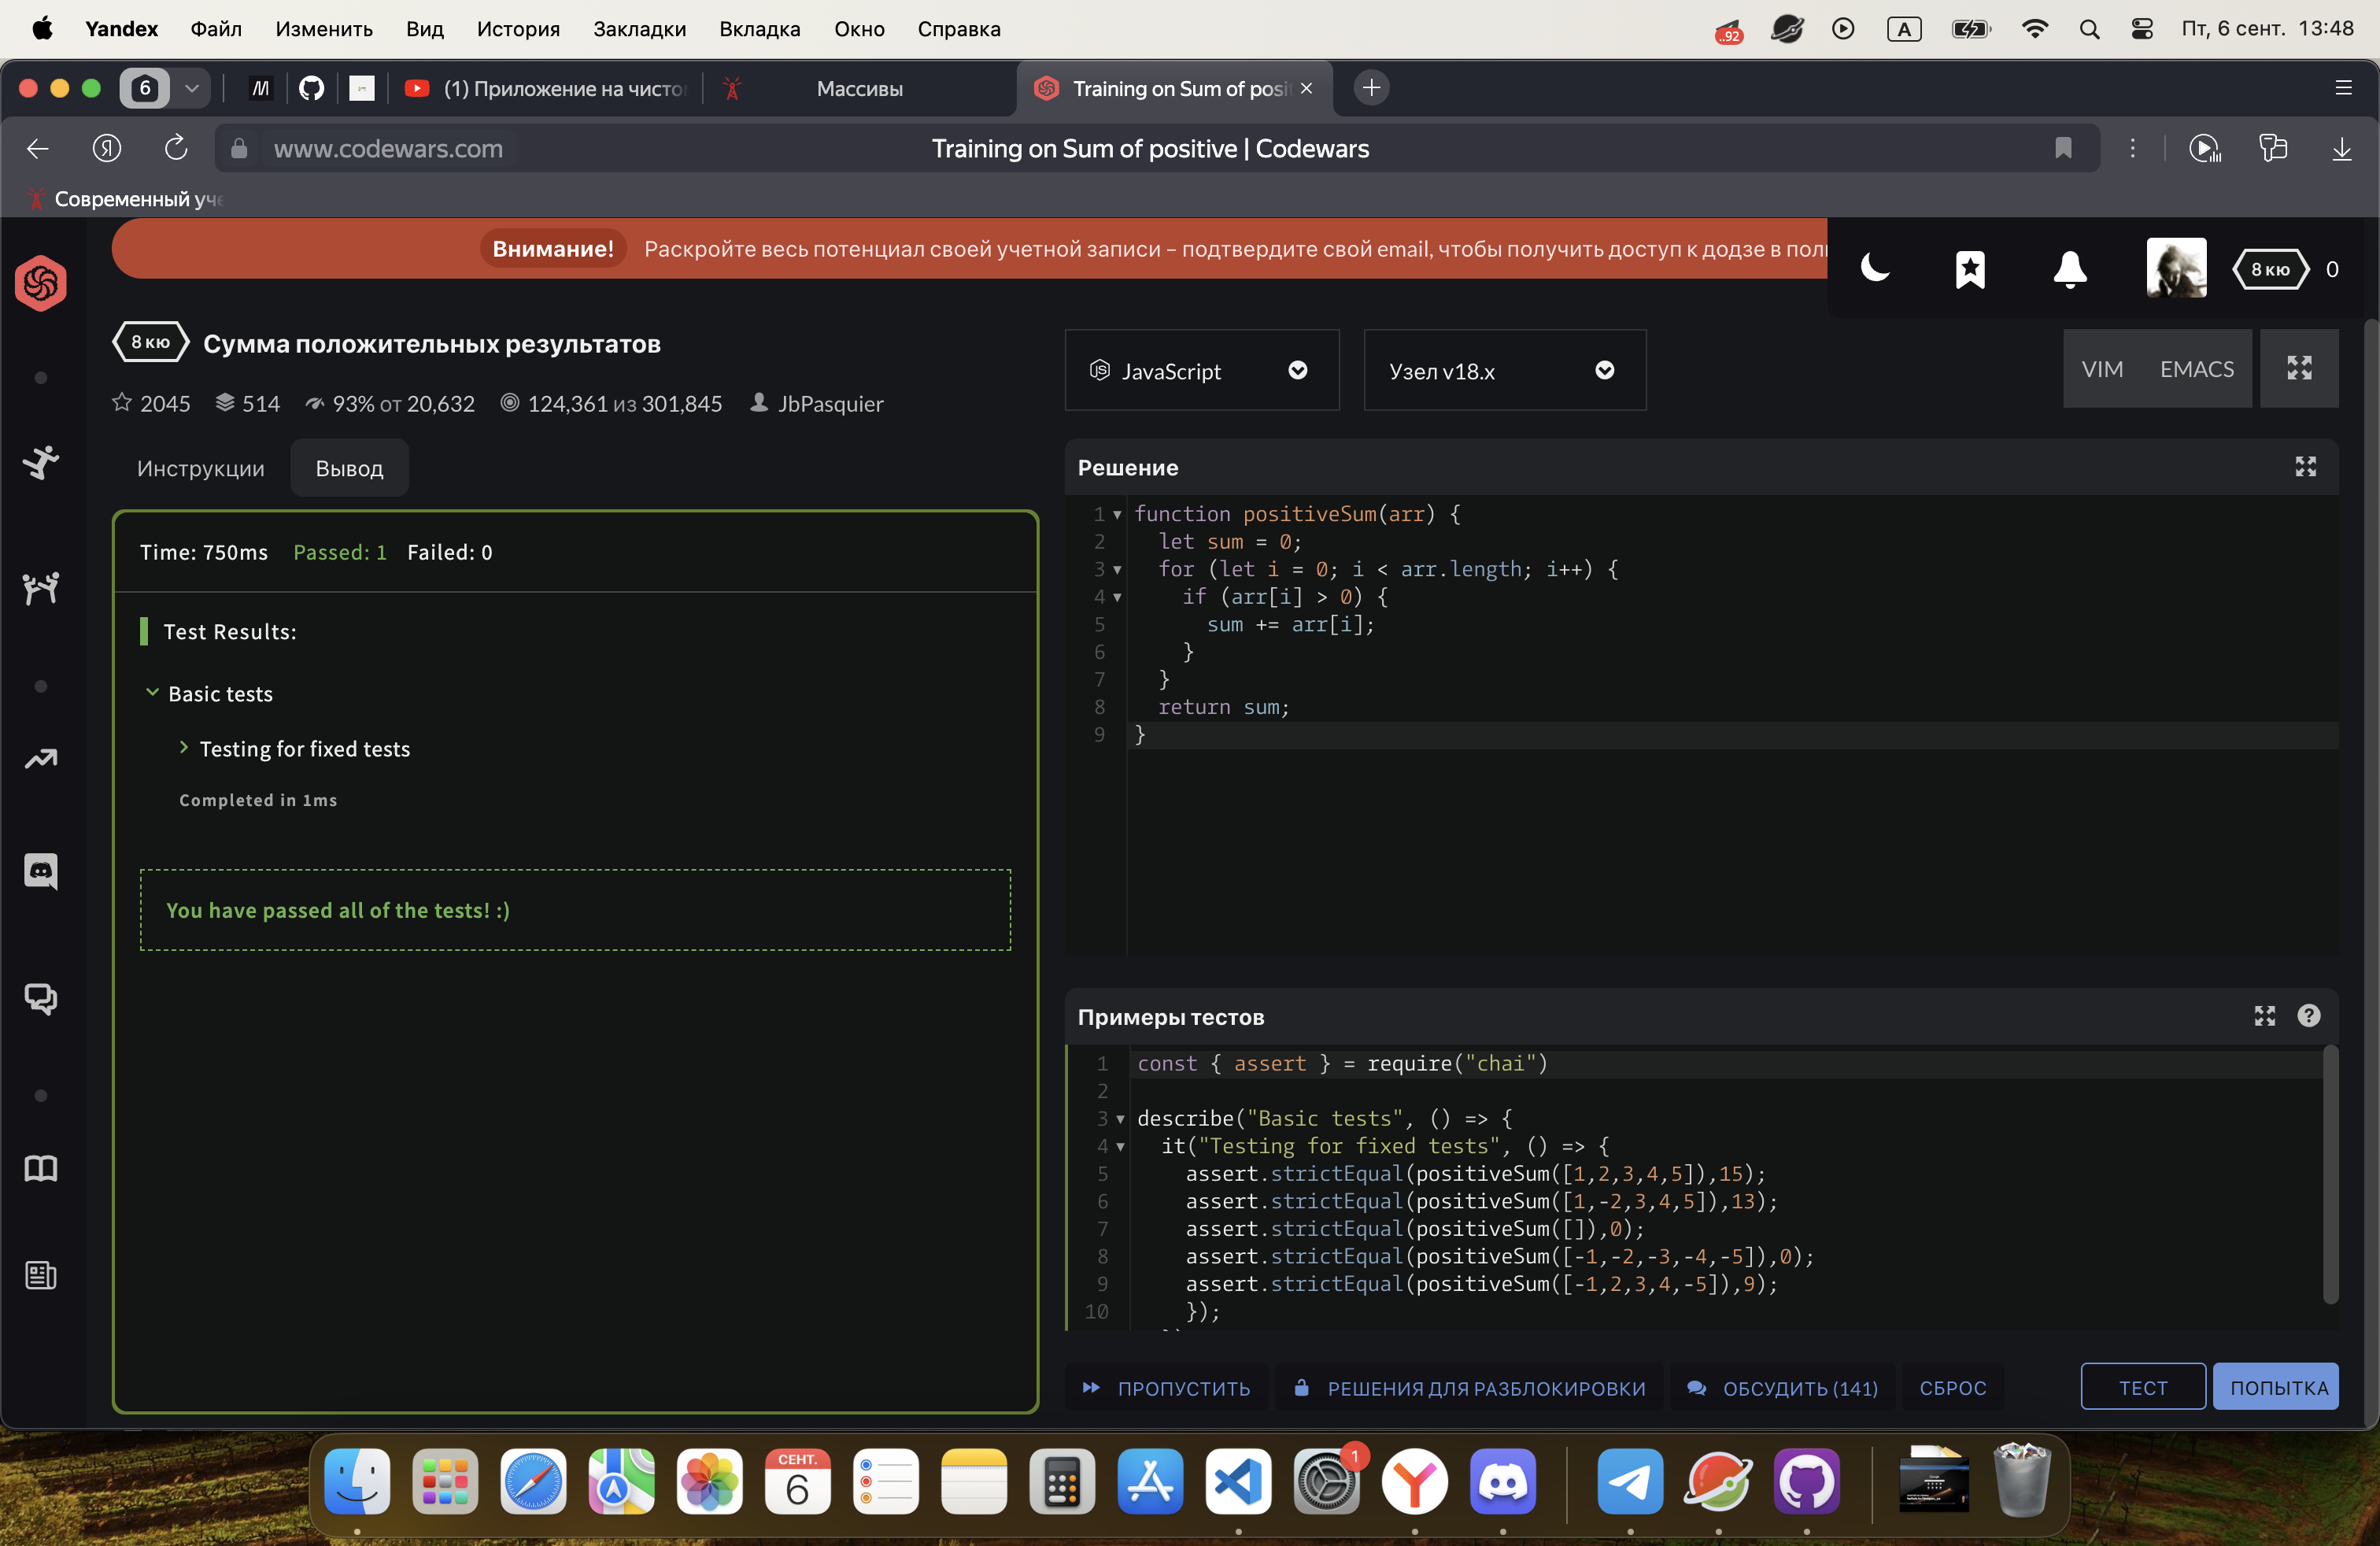 Yandex Файл Изменить Вид История Закладки Вкладка Окно Справка
..92 A Пт, 6 сент. 13:48
6 (1) Приложение на чисто Массивы Training on Sum of posi
Я www.codewars.com Training on Sum of positive | Codewars
Современный уче
Внимание! Раскройте весь потенциал своей учетной записи – подтвердите свой email, чтобы получить доступ к додзе в пол
8 кю 0
8 кю Сумма положительных результатов
2045 514 93% от 20,632 124,361 из 301,845 JbPasquier
JavaScript Узел v18.x VIM EMACS
Инструкции Вывод
Time: 750ms Passed: 1 Failed: 0
Test Results:
Basic tests
Testing for fixed tests
Completed in 1ms
You have passed all of the tests! :)
Решение
1 function positiveSum(arr) {
2 let sum = 0;
3 for (let i = 0; i < arr.length; i++) {
4 if (arr[i] > 0) {
5 sum += arr[i];
6 }
7 }
8 return sum;
9 }
Примеры тестов
1 const { assert } = require("chai")
2
3 describe("Basic tests", () => {
4 it("Testing for fixed tests", () => {
5 assert.strictEqual(positiveSum([1,2,3,4,5]),15);
6 assert.strictEqual(positiveSum([1,-2,3,4,5]),13);
7 assert.strictEqual(positiveSum([]),0);
8 assert.strictEqual(positiveSum([-1,-2,-3,-4,-5]),0);
9 assert.strictEqual(positiveSum([-1,2,3,4,-5]),9);
10 });
ПРОПУСТИТЬ РЕШЕНИЯ ДЛЯ РАЗБЛОКИРОВКИ ОБСУДИТЬ (141) СБРОС ТЕСТ ПОПЫТКА
СЕНТ.
6
1